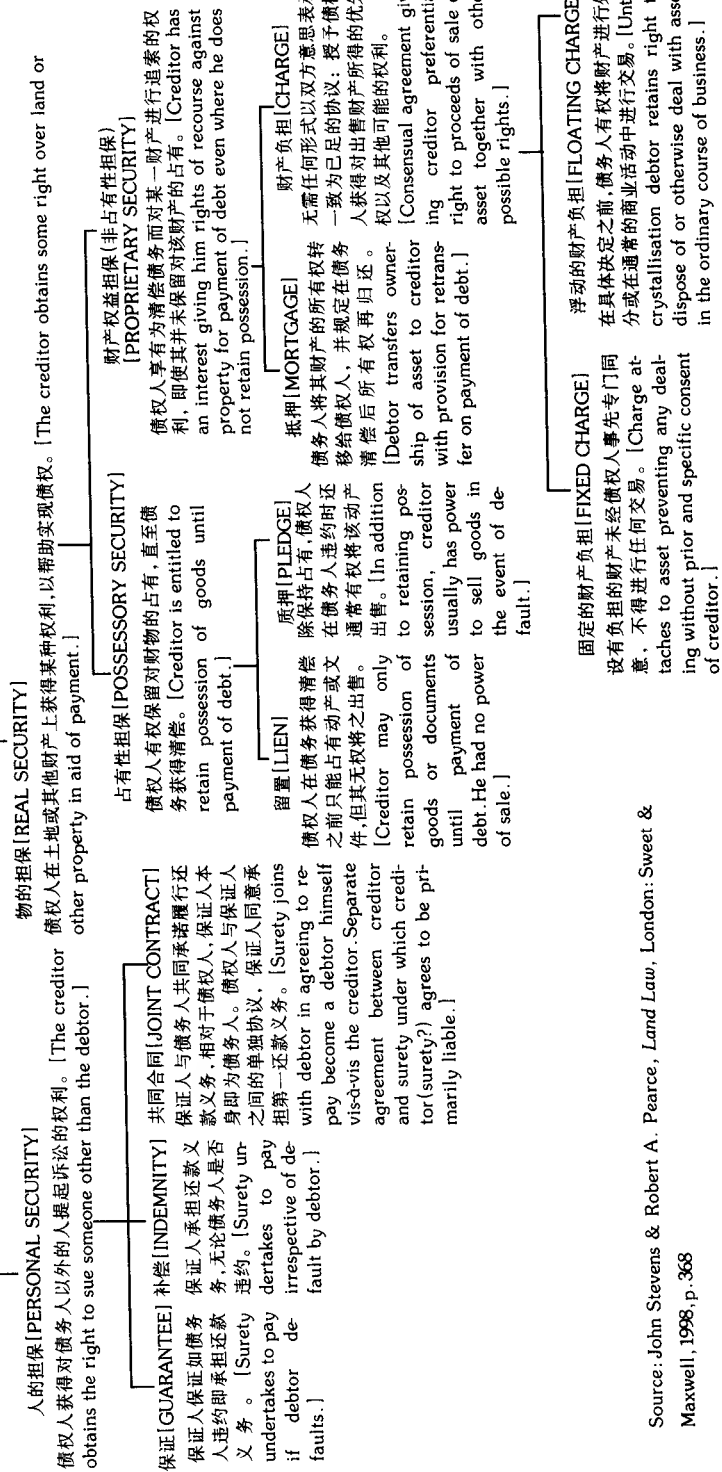 人的担保[PERSONAL SECURITY]
债权人获得对债务人以外的人提起诉讼的权利。[The creditor
obtains the right to sue someone other than the debtor.]
保证[GUARANTEE]
保证人保证如债务
人违约即承担还款
义务。[Surety
undertakes to pay
if debtor de-
faults.]
补偿[INDEMNITY]
保证人承担还款义
务,无论债务人是否
违约。[Surety un-
dertakes to pay
irrespective of de-
fault by debtor.]
共同合同[JOINT CONTRACT]
保证人与债务人共同承诺履行还
款义务,相对于债权人,保证人本
身即为债务人。债权人与保证人
之间的单独协议,保证人同意承
担第一还款义务。[Surety joins
with debtor in agreeing to re-
pay become a debtor himself
vis-à-vis the creditor.Separate
agreement between creditor
and surety under which credi-
tor(surety?) agrees to be pri-
marily liable.]
物的担保[REAL SECURITY]
债权人在土地或其他财产上获得某种权利,以帮助实现债权。[The creditor obtains some right over land or
other property in aid of payment.]
占有性担保[POSSESSORY SECURITY]
债权人有权保留对财物的占有,直至债
务获得清偿。[Creditor is entitled to
retain possession of goods until
payment of debt.]
留置[LIEN]
债权人在债务获得清偿
之前只能占有动产或文
件,但其无权将之出售。
[Creditor may only
retain possession of
goods or documents
until payment of
debt.He had no power
of sale.]
质押[PLEDGE]
除保持占有,债权人
在债务人违约时还
通常有权将该动产
出售。[In addition
to retaining pos-
session, creditor
usually has power
to sell goods in
the event of de-
fault.]
财产权益担保(非占有性担保)
[PROPRIETARY SECURITY]
债权人享有为清偿债务而对某一财产进行追索的权
利,即使其并未保留对该财产的占有。[Creditor has
an interest giving him rights of recourse against
property for payment of debt even where he does
not retain possession.]
抵押[MORTGAGE]
债务人将其财产的所有权转
移给债权人,并规定在债务
清偿后所有权再归还。
[Debtor transfers owner-
ship of asset to creditor
with provision for retrans-
fer on payment of debt.]
财产负担[CHARGE]
无需任何形式以双方意思表示
一致为已足的协议;授予债权
人获得对出售财产所得的优先
权以及其他可能的权利。
[Consensual agreement giv-
ing creditor preferential
right to proceeds of sale
asset together with
possible rights.]
固定的财产负担[FIXED CHARGE]
设有负担的财产未经债权人事先专门同
意,不得进行任何交易。[Charge at-
taches to asset preventing any deal-
ing without prior and specific consent
of creditor.]
浮动的财产负担[FLOATING CHARGE
在具体决定之前,债务人有权将财产进行
分或在通常的商业活动中进行交易。[Unt
crystallisation debtor retains right
dispose of or otherwise deal with
in the ordinary course of business.]
Source:John Stevens & Robert A. Pearce, Land Law, London:Sweet &
Maxwell,1998,p.368